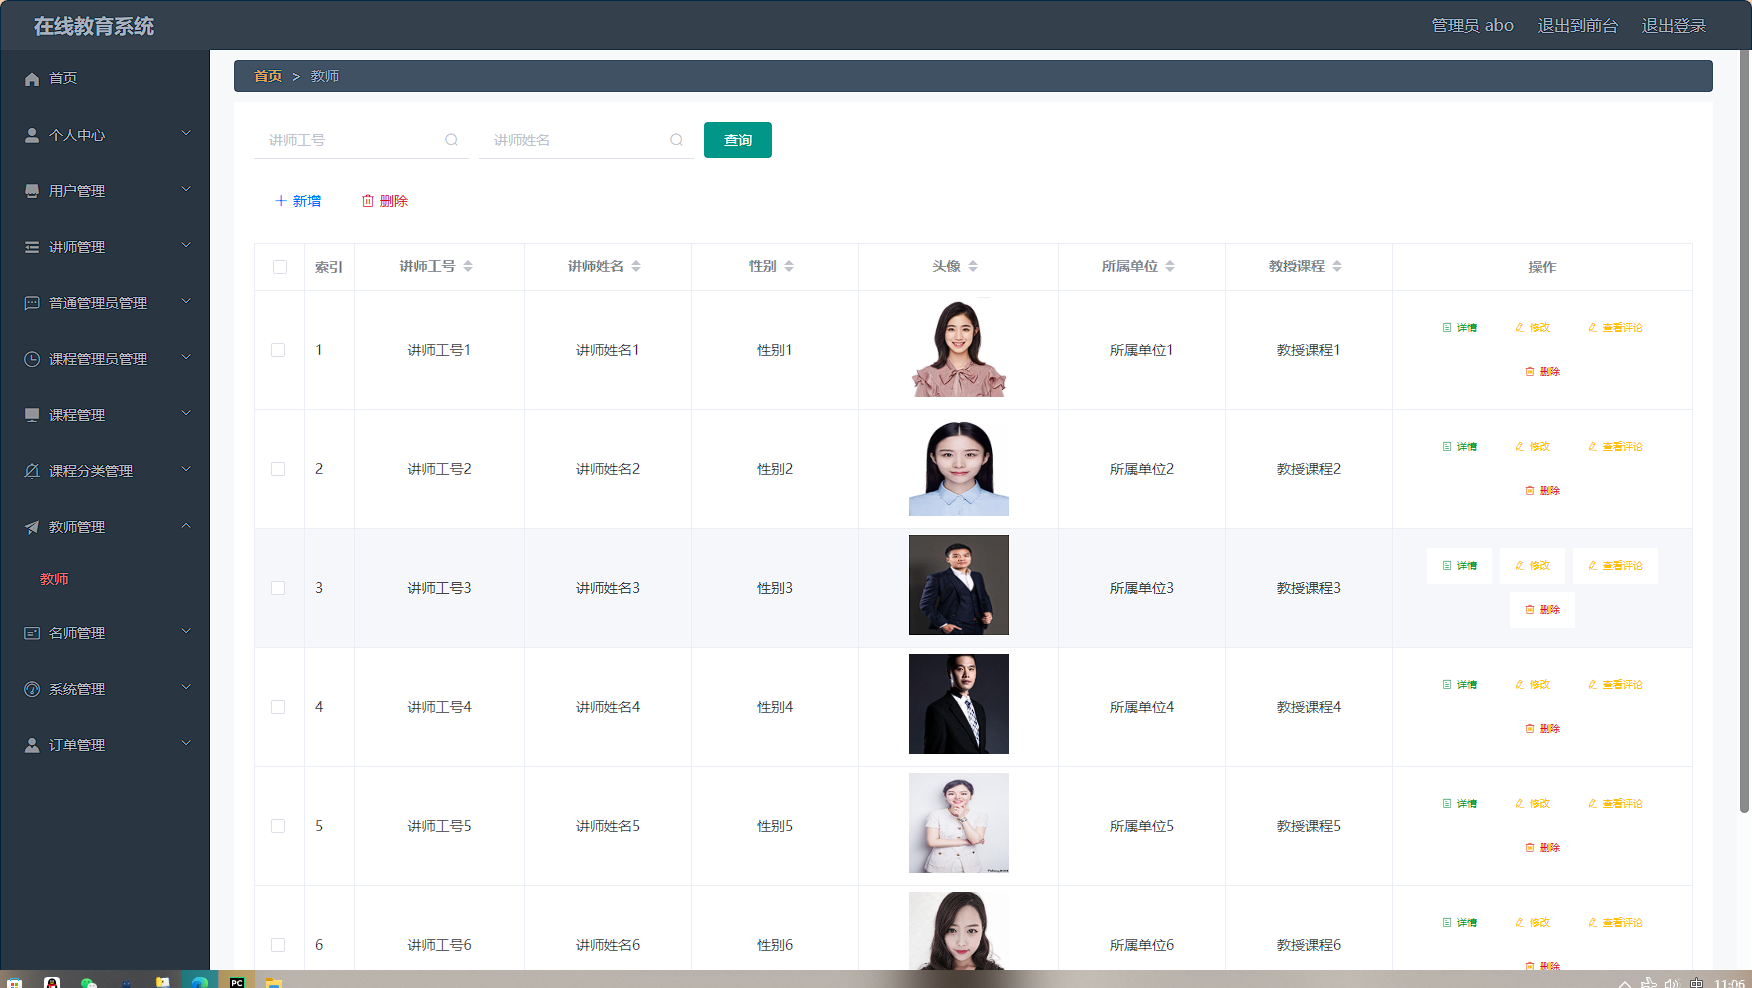 在线教育系统
管理员 abo 退出到前台 退出登录
首页
个人中心
用户管理
讲师管理
普通管理员管理
课程管理员管理
课程管理
课程分类管理
教师管理
教师
名师管理
系统管理
订单管理
首页 > 教师
讲师工号 讲师姓名 查询
新增 删除
索引 讲师工号 讲师姓名 性别 头像 所属单位 教授课程 操作
详情 修改 查看评论
1 讲师工号1 讲师姓名1 性别1 所属单位1 教授课程1
删除
详情 修改 查看评论
2 讲师工号2 讲师姓名2 性别2 所属单位2 教授课程2
删除
详情 修改 查看评论
3 讲师工号3 讲师姓名3 性别3 所属单位3 教授课程3
删除
详情 修改 查看评论
4 讲师工号4 讲师姓名4 性别4 所属单位4 教授课程4
删除
详情 修改 查看评论
5 讲师工号5 讲师姓名5 性别5 所属单位5 教授课程5
删除
详情 修改 查看评论
6 讲师工号6 讲师姓名6 性别6 所属单位6 教授课程6
删除
PC 中 11:06